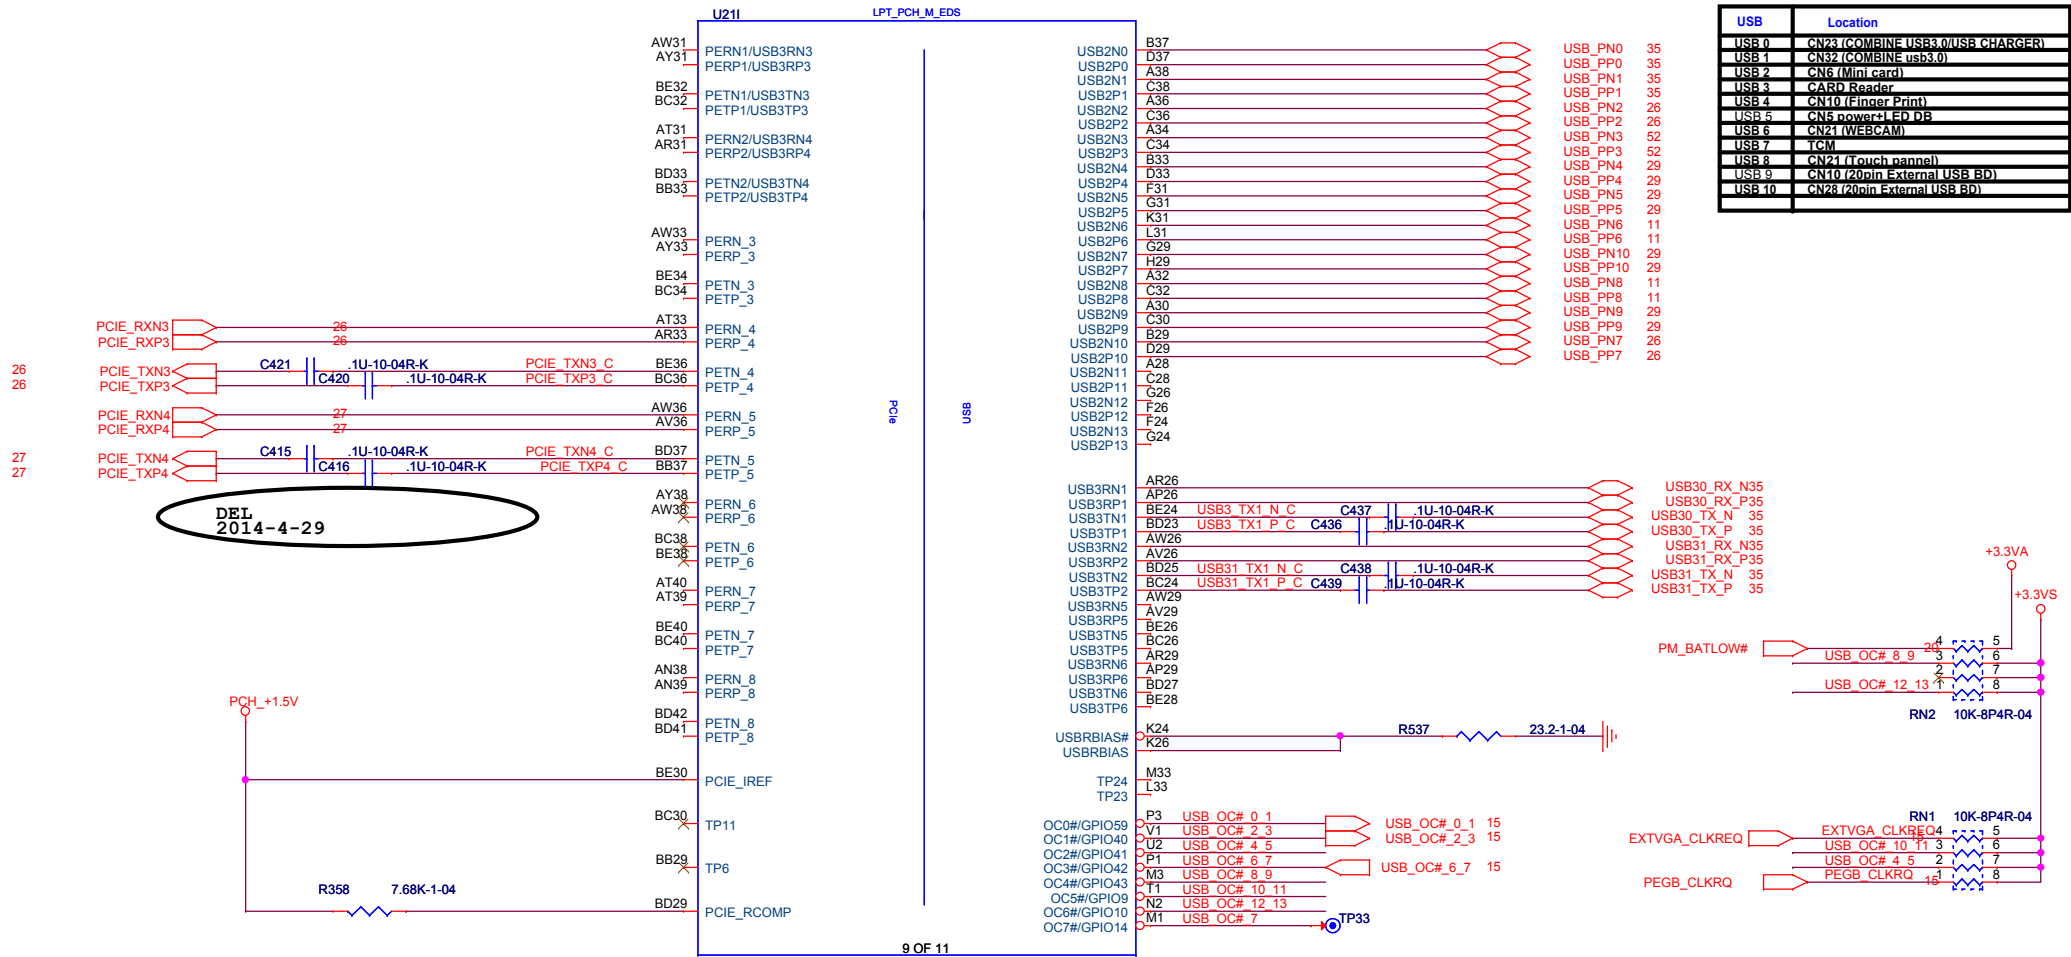 U21I
LPT_PCH_M_EDS
AW31 PERN1/USB3RN3
AY31 PERP1/USB3RP3
BE32 PETN1/USB3TN3
BC32 PETP1/USB3TP3
AT31 PERN2/USB3RN4
AR31 PERP2/USB3RP4
BD33 PETN2/USB3TN4
BB33 PETP2/USB3TP4
AW33 PERN_3
AY33 PERP_3
BE34 PETN_3
BC34 PETP_3
PCIE_RXN3 26 AT33 PERN_4
PCIE_RXP3 26 AR33 PERP_4
26 PCIE_TXN3 C421 .1U-10-04R-K PCIE_TXN3_C BE36 PETN_4
26 PCIE_TXP3 C420 .1U-10-04R-K PCIE_TXP3_C BC36 PETP_4
PCIE_RXN4 27 AW36 PERN_5
PCIE_RXP4 27 AV36 PERP_5
27 PCIE_TXN4 C415 .1U-10-04R-K PCIE_TXN4_C BD37 PETN_5
27 PCIE_TXP4 C416 .1U-10-04R-K PCIE_TXP4_C BB37 PETP_5
DEL
2014-4-29
AY38 PERN_6
AW38 PERP_6
BC38 PETN_6
BE38 PETP_6
AT40 PERN_7
AT39 PERP_7
BE40 PETN_7
BC40 PETP_7
AN38 PERN_8
AN39 PERP_8
BD42 PETN_8
BD41 PETP_8
PCH_+1.5V
BE30 PCIE_IREF
BC30 TP11
BB29 TP6
R358 7.68K-1-04 BD29 PCIE_RCOMP
PCIe
USB
9 OF 11
USB2N0 B37 USB_PN0 35
USB2P0 D37 USB_PP0 35
USB2N1 A38 USB_PN1 35
USB2P1 C38 USB_PP1 35
USB2N2 A36 USB_PN2 26
USB2P2 C36 USB_PP2 26
USB2N3 A34 USB_PN3 52
USB2P3 C34 USB_PP3 52
USB2N4 B33 USB_PN4 29
USB2P4 D33 USB_PP4 29
USB2N5 F31 USB_PN5 29
USB2P5 G31 USB_PP5 29
USB2N6 K31 USB_PN6 11
USB2P6 L31 USB_PP6 11
USB2N7 G29 USB_PN10 29
USB2P7 H29 USB_PP10 29
USB2N8 A32 USB_PN8 11
USB2P8 C32 USB_PP8 11
USB2N9 A30 USB_PN9 29
USB2P9 C30 USB_PP9 29
USB2N10 B29 USB_PN7 26
USB2P10 D29 USB_PP7 26
USB2N11 A28
USB2P11 C28
USB2N12 G26
USB2P12 F26
USB2N13 F24
USB2P13 G24
USB3RN1 AR26 USB30_RX_N35
USB3RP1 AP26 USB30_RX_P35
USB3TN1 BE24 USB3_TX1_N_C C437 .1U-10-04R-K USB30_TX_N 35
USB3TP1 BD23 USB3_TX1_P_C C436 .1U-10-04R-K USB30_TX_P 35
USB3RN2 AW26 USB31_RX_N35
USB3RP2 AV26 USB31_RX_P35
USB3TN2 BD25 USB31_TX1_N_C C438 .1U-10-04R-K USB31_TX_N 35
USB3TP2 BC24 USB31_TX1_P_C C439 .1U-10-04R-K USB31_TX_P 35
USB3RN5 AW29
USB3RP5 AV29
USB3TN5 BE26
USB3TP5 BC26
USB3RN6 AR29
USB3RP6 AP29
USB3TN6 BD27
USB3TP6 BE28
USBRBIAS# K24 R537 23.2-1-04
USBRBIAS K26
TP24 M33
TP23 L33
OC0#/GPIO59 P3 USB_OC#_0_1 USB_OC#_0_1 15
OC1#/GPIO40 V1 USB_OC#_2_3 USB_OC#_2_3 15
OC2#/GPIO41 U2 USB_OC#_4_5
OC3#/GPIO42 P1 USB_OC#_6_7 USB_OC#_6_7 15
OC4#/GPIO43 M3 USB_OC#_8_9
OC5#/GPIO9 T1 USB_OC#_10_11
OC6#/GPIO10 N2 USB_OC#_12_13
OC7#/GPIO14 M1 USB_OC#_7 TP33
USB Location
USB 0 CN23 (COMBINE USB3.0/USB CHARGER)
USB 1 CN32 (COMBINE usb3.0)
USB 2 CN6 (Mini card)
USB 3 CARD Reader
USB 4 CN10 (Finger Print)
USB 5 CN5 power+LED DB
USB 6 CN21 (WEBCAM)
USB 7 TCM
USB 8 CN21 (Touch pannel)
USB 9 CN10 (20pin External USB BD)
USB 10 CN28 (20pin External USB BD)
+3.3VA
+3.3VS
PM_BATLOW# 20 4 5
USB_OC#_8_9 3 6
2 7
USB_OC#_12_13 1 8
RN2 10K-8P4R-04
RN1 10K-8P4R-04
EXTVGA_CLKREQ EXTVGA_CLKREQ 15 4 5
USB_OC#_10_11 3 6
USB_OC#_4_5 2 7
PEGB_CLKRQ PEGB_CLKRQ 15 1 8